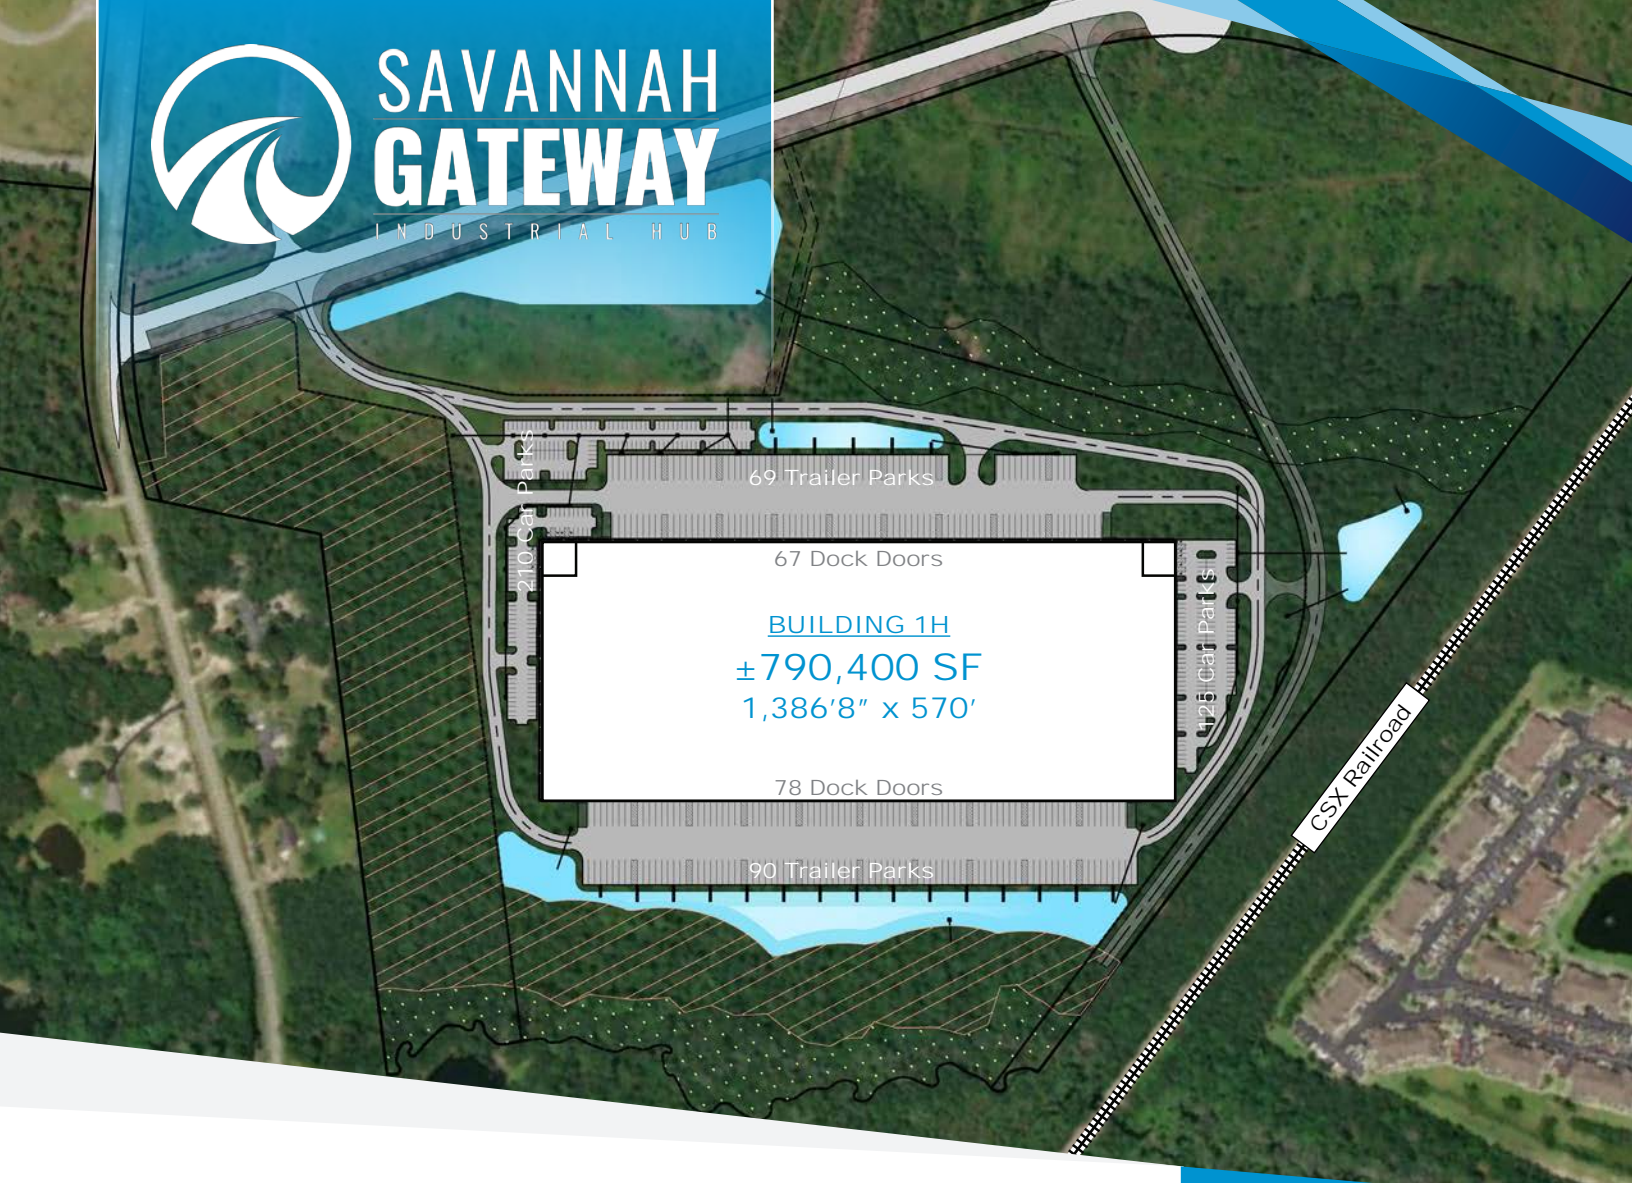 SAVANNAH
GATEWAY
INDUSTRIAL HUB
210 Car Parks
69 Trailer Parks
67 Dock Doors
BUILDING 1H
±790,400 SF
1,386'8" x 570'
125 Car Parks
78 Dock Doors
90 Trailer Parks
CSX Railroad